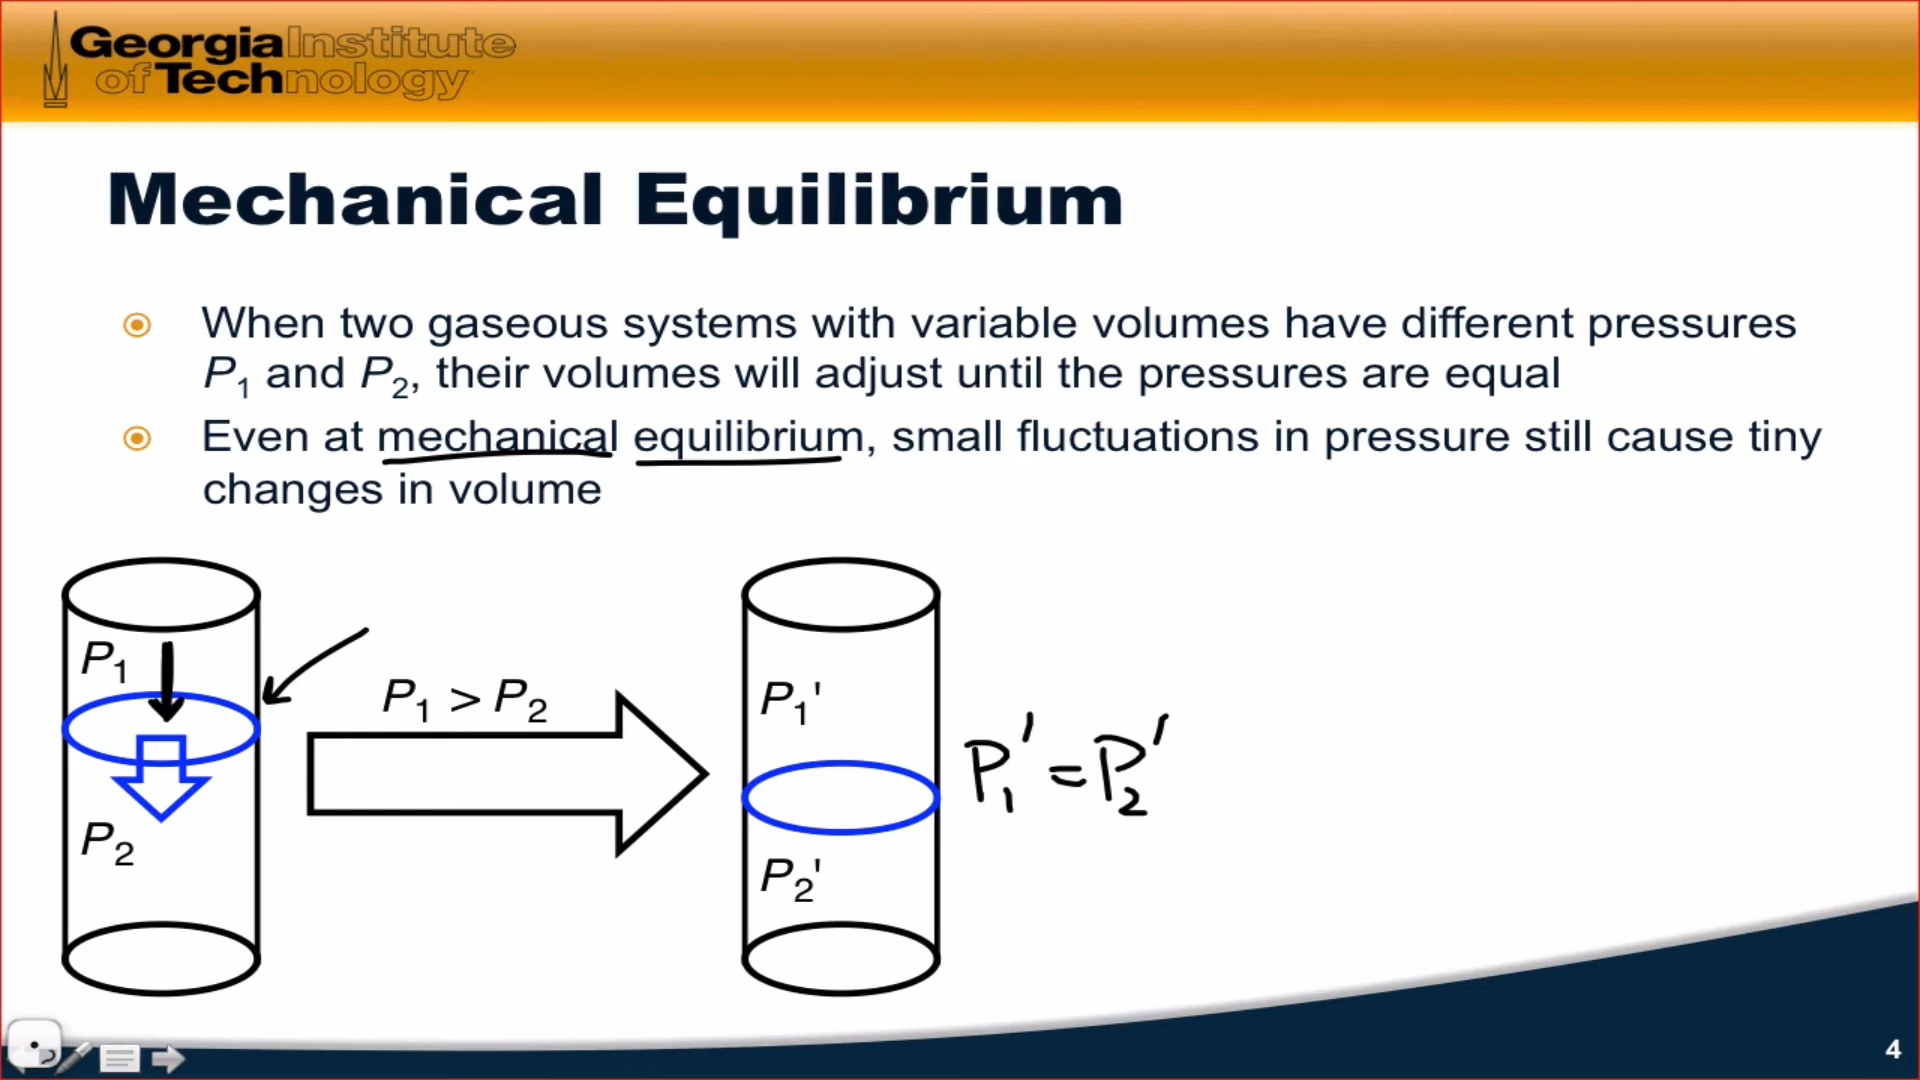 Georgia Institute
of Technology
Mechanical Equilibrium
When two gaseous systems with variable volumes have different pressures
P1 and P2, their volumes will adjust until the pressures are equal
Even at mechanical equilibrium, small fluctuations in pressure still cause tiny
changes in volume
P1
P2
P1 > P2
P1'
P2'
P1' = P2'
4